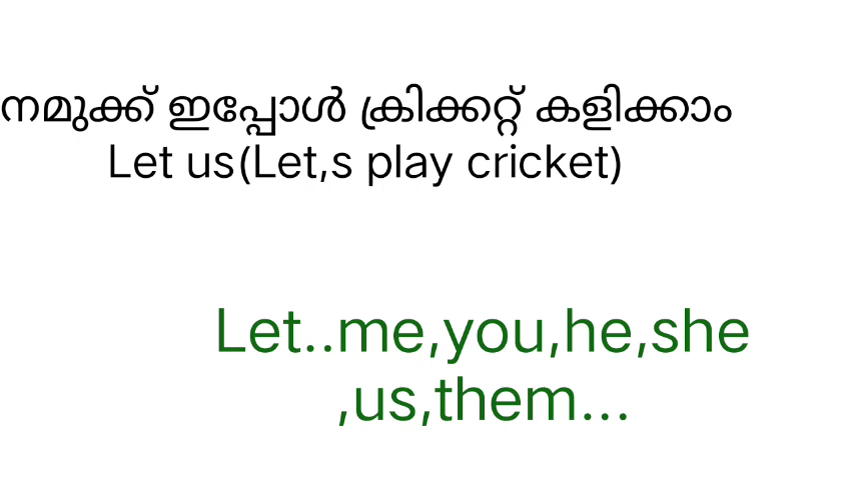 നമുക്ക് ഇപ്പോൾ ക്രിക്കറ്റ് കളിക്കാം
Let us(Let,s play cricket)
Let..me,you,he,she
,us,them...